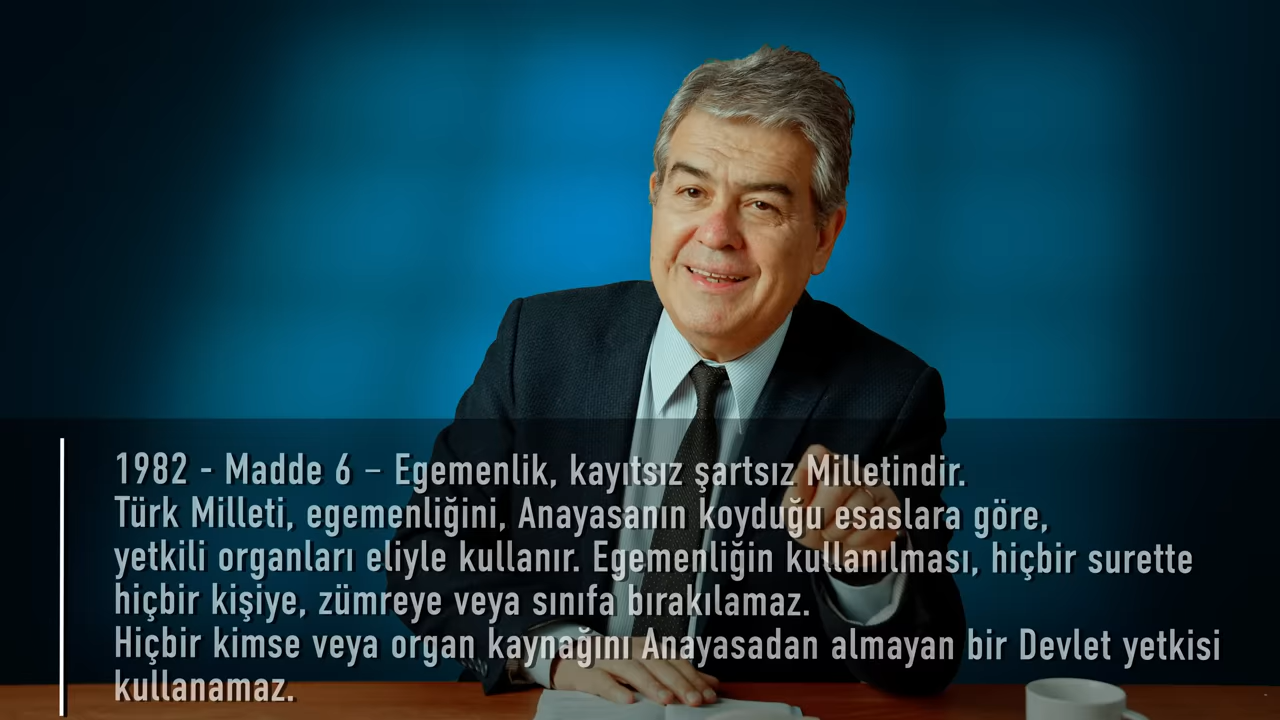 1982 - Madde 6 – Egemenlik, kayıtsız şartsız Milletindir.
Türk Milleti, egemenliğini, Anayasanın koyduğu esaslara göre,
yetkili organları eliyle kullanır. Egemenliğin kullanılması, hiçbir surette
hiçbir kişiye, zümreye veya sınıfa bırakılamaz.
Hiçbir kimse veya organ kaynağını Anayasadan almayan bir Devlet yetkisi
kullanamaz.